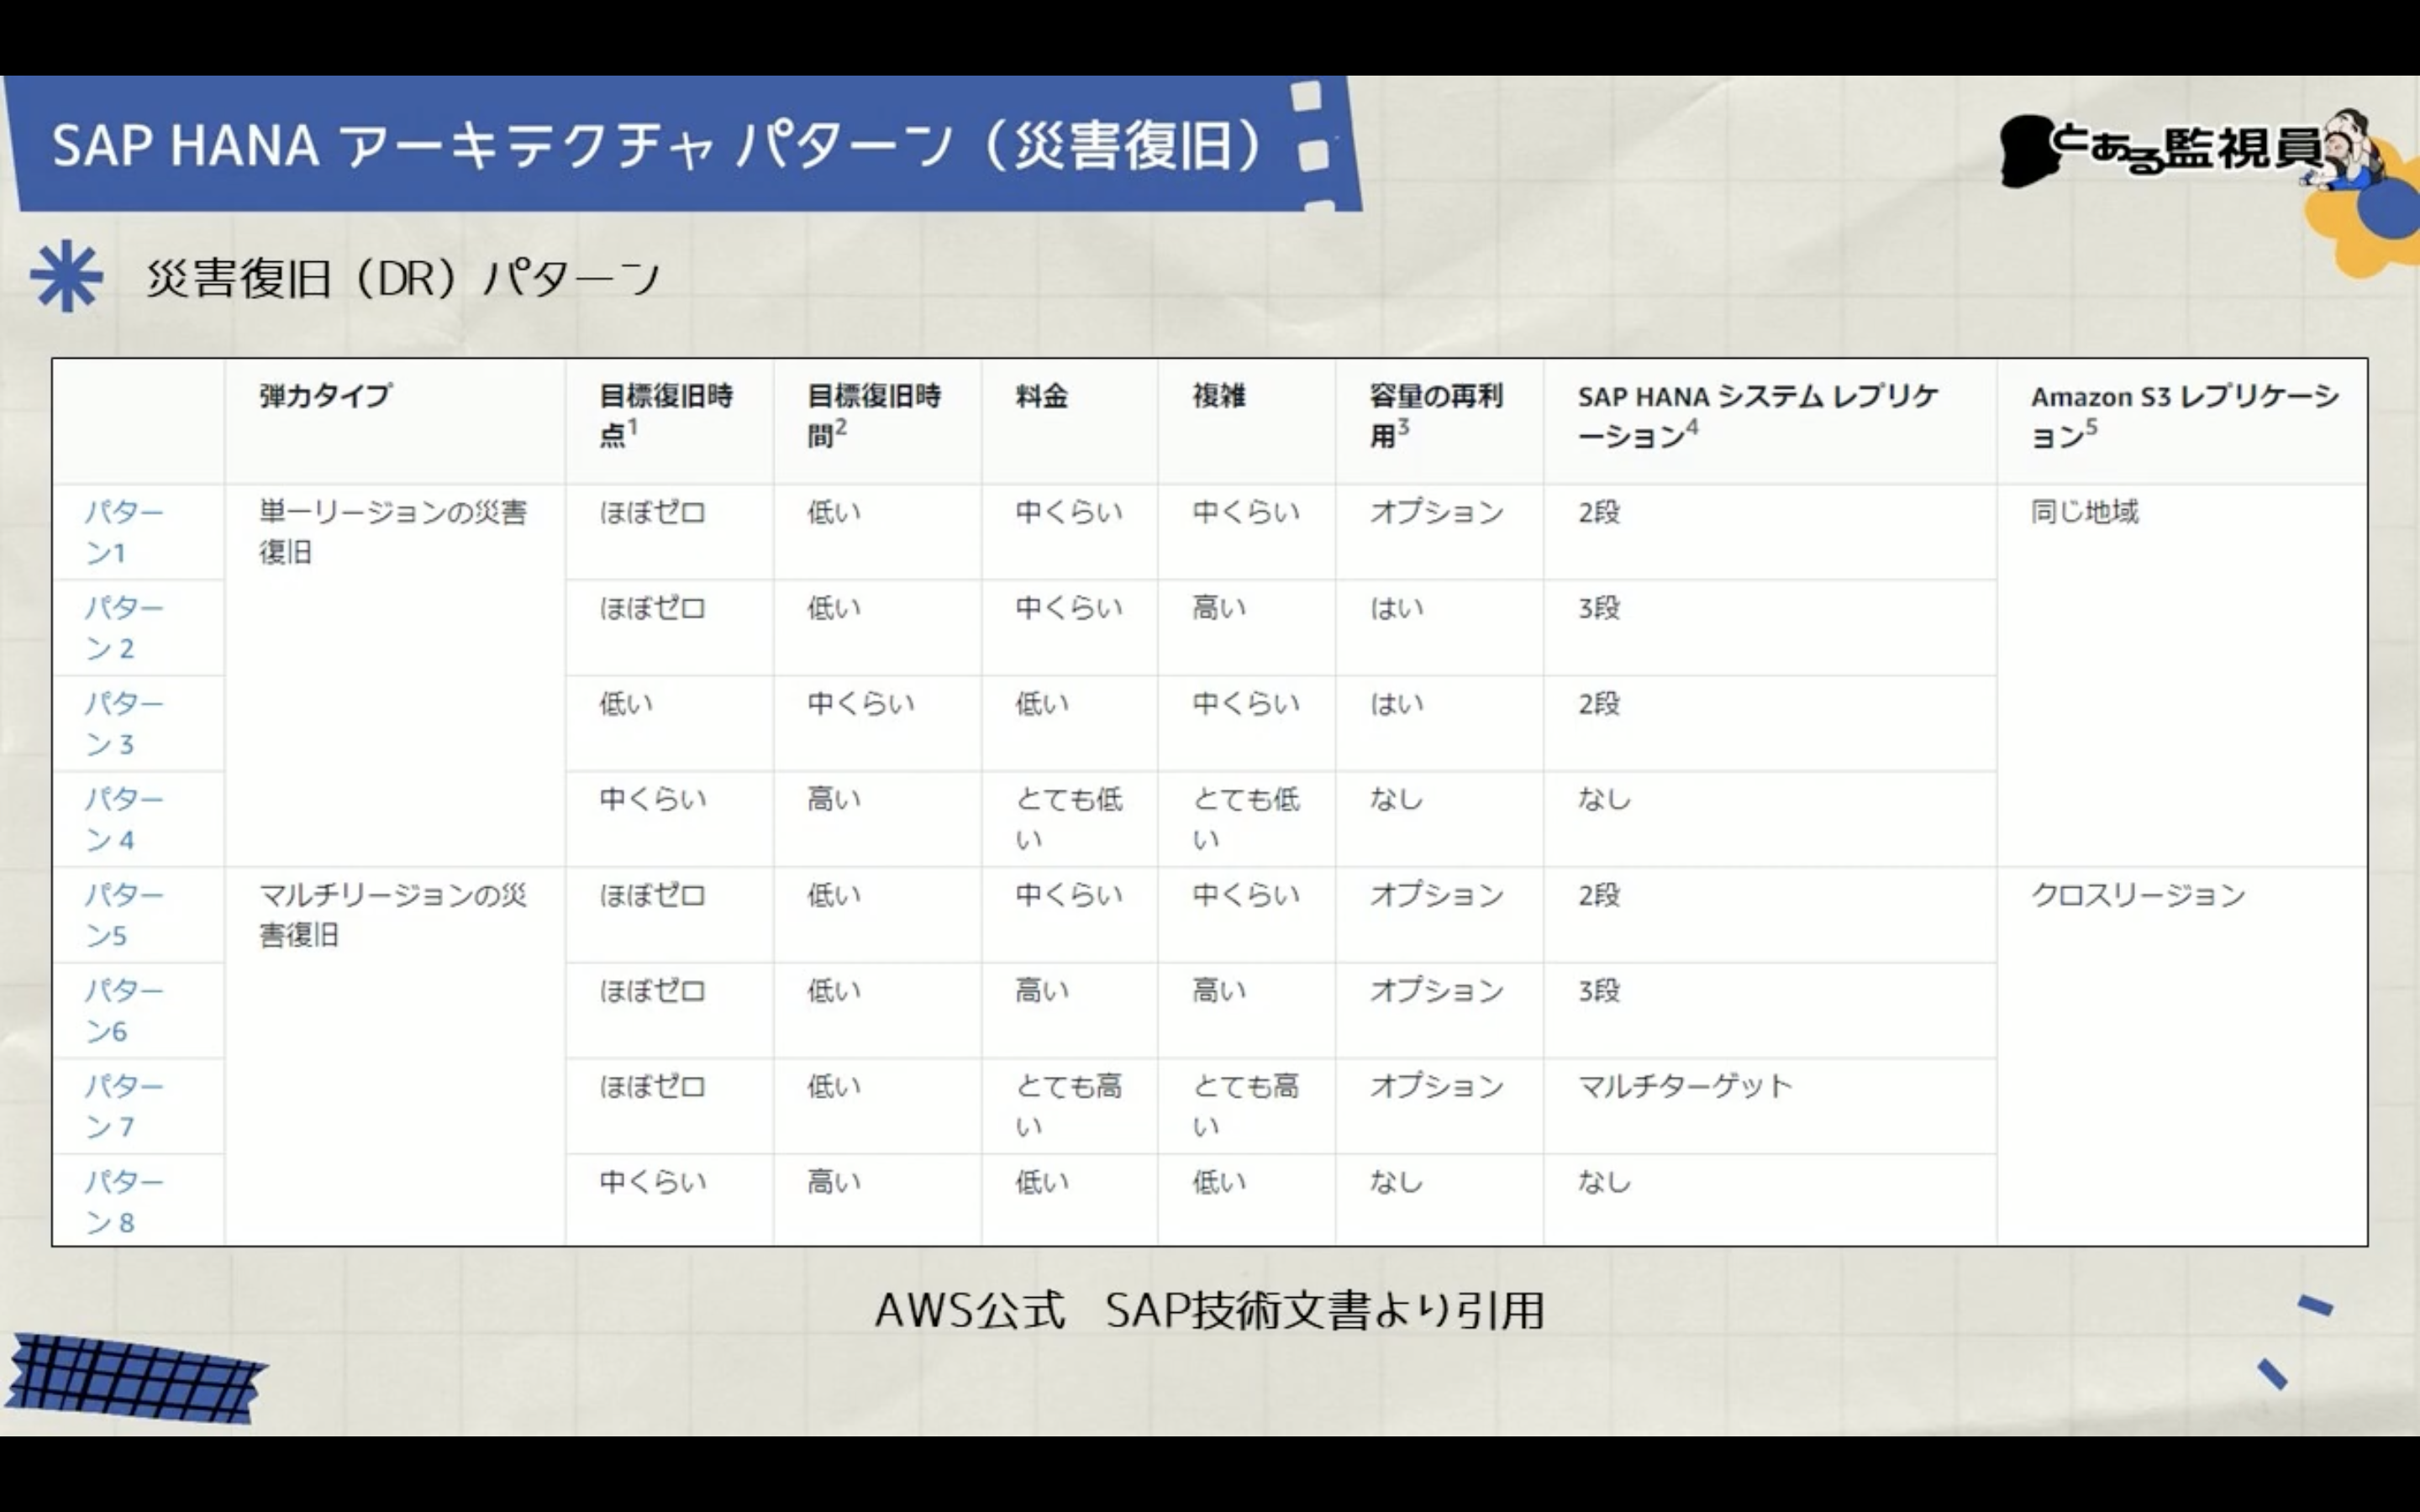 SAP HANA アーキテクチャ パターン（災害復旧）
とある監視員
災害復旧（DR）パターン
弾力タイプ
目標復旧時
点1
目標復旧時
間2
料金
複雑
容量の再利
用3
SAP HANA システム レプリケ
ーション4
Amazon S3 レプリケーシ
ョン5
パター
ン1
単一リージョンの災害
復旧
ほぼゼロ
低い
中くらい
中くらい
オプション
2段
同じ地域
パター
ン 2
ほぼゼロ
低い
中くらい
高い
はい
3段
パター
ン 3
低い
中くらい
低い
中くらい
はい
2段
パター
ン 4
中くらい
高い
とても低
い
とても低
い
なし
なし
パター
ン5
マルチリージョンの災
害復旧
ほぼゼロ
低い
中くらい
中くらい
オプション
2段
クロスリージョン
パター
ン6
ほぼゼロ
低い
高い
高い
オプション
3段
パター
ン 7
ほぼゼロ
低い
とても高
い
とても高
い
オプション
マルチターゲット
パター
ン 8
中くらい
高い
低い
低い
なし
なし
AWS公式　SAP技術文書より引用